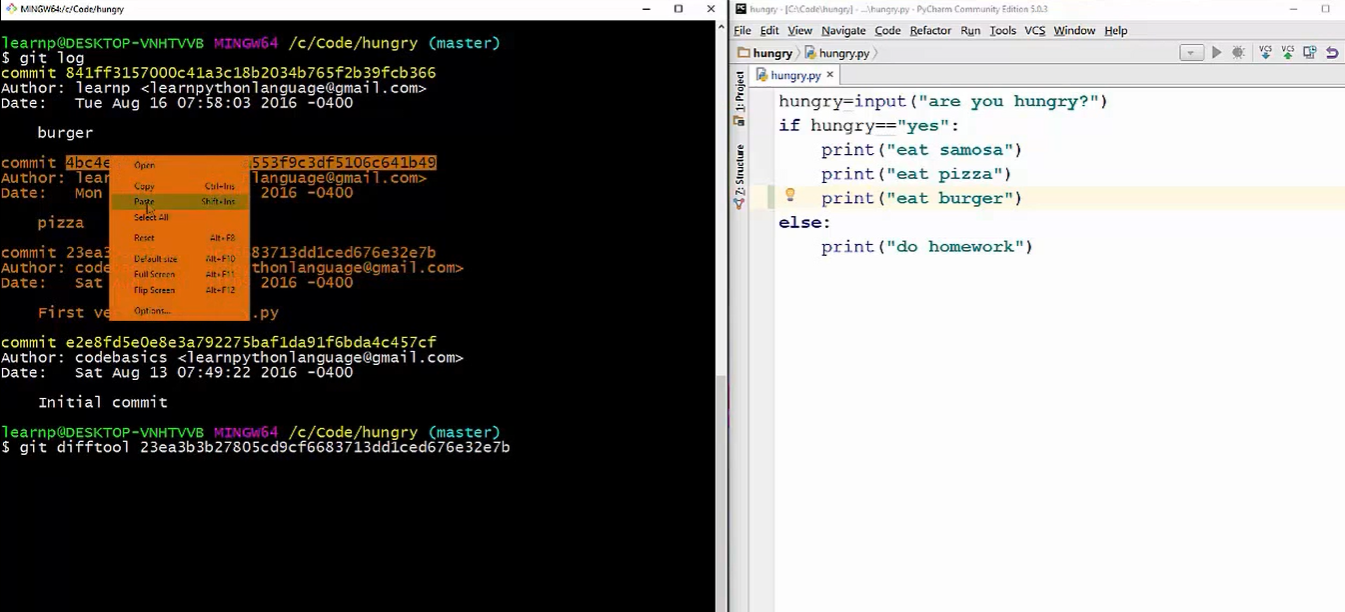 MINGW64:/c/Code/hungry
learnp@DESKTOP-VNHTVVB MINGW64 /c/Code/hungry (master)
$ git log
commit 841ff3157000c41a3c18b2034b765f2b39fcb366
Author: learnp <learnpythonlanguage@gmail.com>
Date:   Tue Aug 16 07:58:03 2016 -0400
burger
commit 4bc4e 553f9c3df5106c641b49
Author: lear thonlanguage@gmail.com>
Date:   Mon 2016 -0400
pizza
commit 23ea3 83713dd1ced676e32e7b
Author: code ythonlanguage@gmail.com>
Date:   Sat 2016 -0400
First ve .py
commit e2e8fd5e0e8e3a792275baf1da91f6bda4c457cf
Author: codebasics <learnpythonlanguage@gmail.com>
Date:   Sat Aug 13 07:49:22 2016 -0400
Initial commit
learnp@DESKTOP-VNHTVVB MINGW64 /c/Code/hungry (master)
$ git difftool 23ea3b3b27805cd9cf6683713dd1ced676e32e7b
Open
Copy Ctrl+Ins
Paste Shift+Ins
Select All
Reset Alt+F8
Default size Alt+F10
Full Screen Alt+F11
Flip Screen Alt+F12
Options...
hungry - [C:\Code\hungry] - ...\hungry.py - PyCharm Community Edition 5.0.3
File Edit View Navigate Code Refactor Run Tools VCS Window Help
hungry hungry.py
hungry.py
1: Project
7: Structure
hungry=input("are you hungry?")
if hungry=="yes":
    print("eat samosa")
    print("eat pizza")
    print("eat burger")
else:
    print("do homework")
VCS VCS